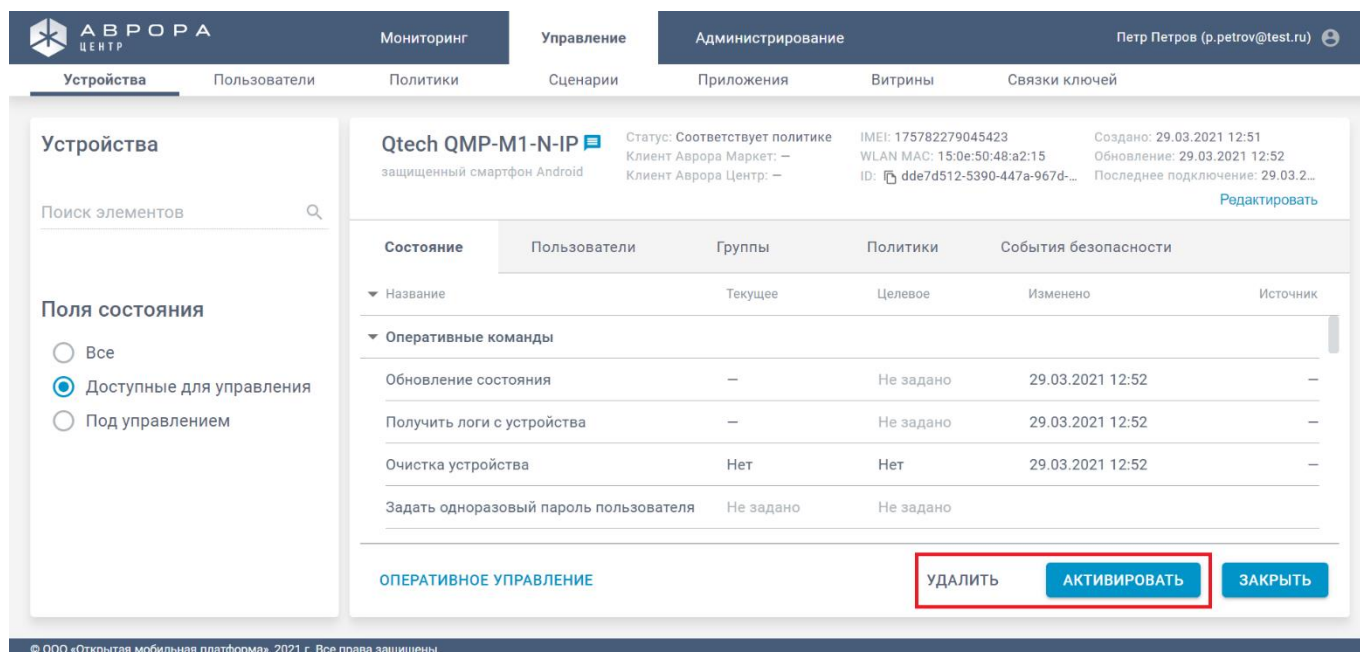 АВРОРА
ЦЕНТР
Мониторинг Управление Администрирование Петр Петров (p.petrov@test.ru)
Устройства Пользователи Политики Сценарии Приложения Витрины Связки ключей
Устройства
Поиск элементов
Поля состояния
Все
Доступные для управления
Под управлением
Qtech QMP-M1-N-IP
защищенный смартфон Android
Статус: Соответствует политике
Клиент Аврора Маркет: —
Клиент Аврора Центр: —
IMEI: 175782279045423
WLAN MAC: 15:0e:50:48:a2:15
ID: dde7d512-5390-447a-967d-...
Создано: 29.03.2021 12:51
Обновление: 29.03.2021 12:52
Последнее подключение: 29.03.2...
Редактировать
Состояние Пользователи Группы Политики События безопасности
Название Текущее Целевое Изменено Источник
Оперативные команды
Обновление состояния — Не задано 29.03.2021 12:52 —
Получить логи с устройства — Не задано 29.03.2021 12:52 —
Очистка устройства Нет Нет 29.03.2021 12:52 —
Задать одноразовый пароль пользователя Не задано Не задано
ОПЕРАТИВНОЕ УПРАВЛЕНИЕ УДАЛИТЬ АКТИВИРОВАТЬ ЗАКРЫТЬ
© ООО «Открытая мобильная платформа», 2021 г. Все права защищены.